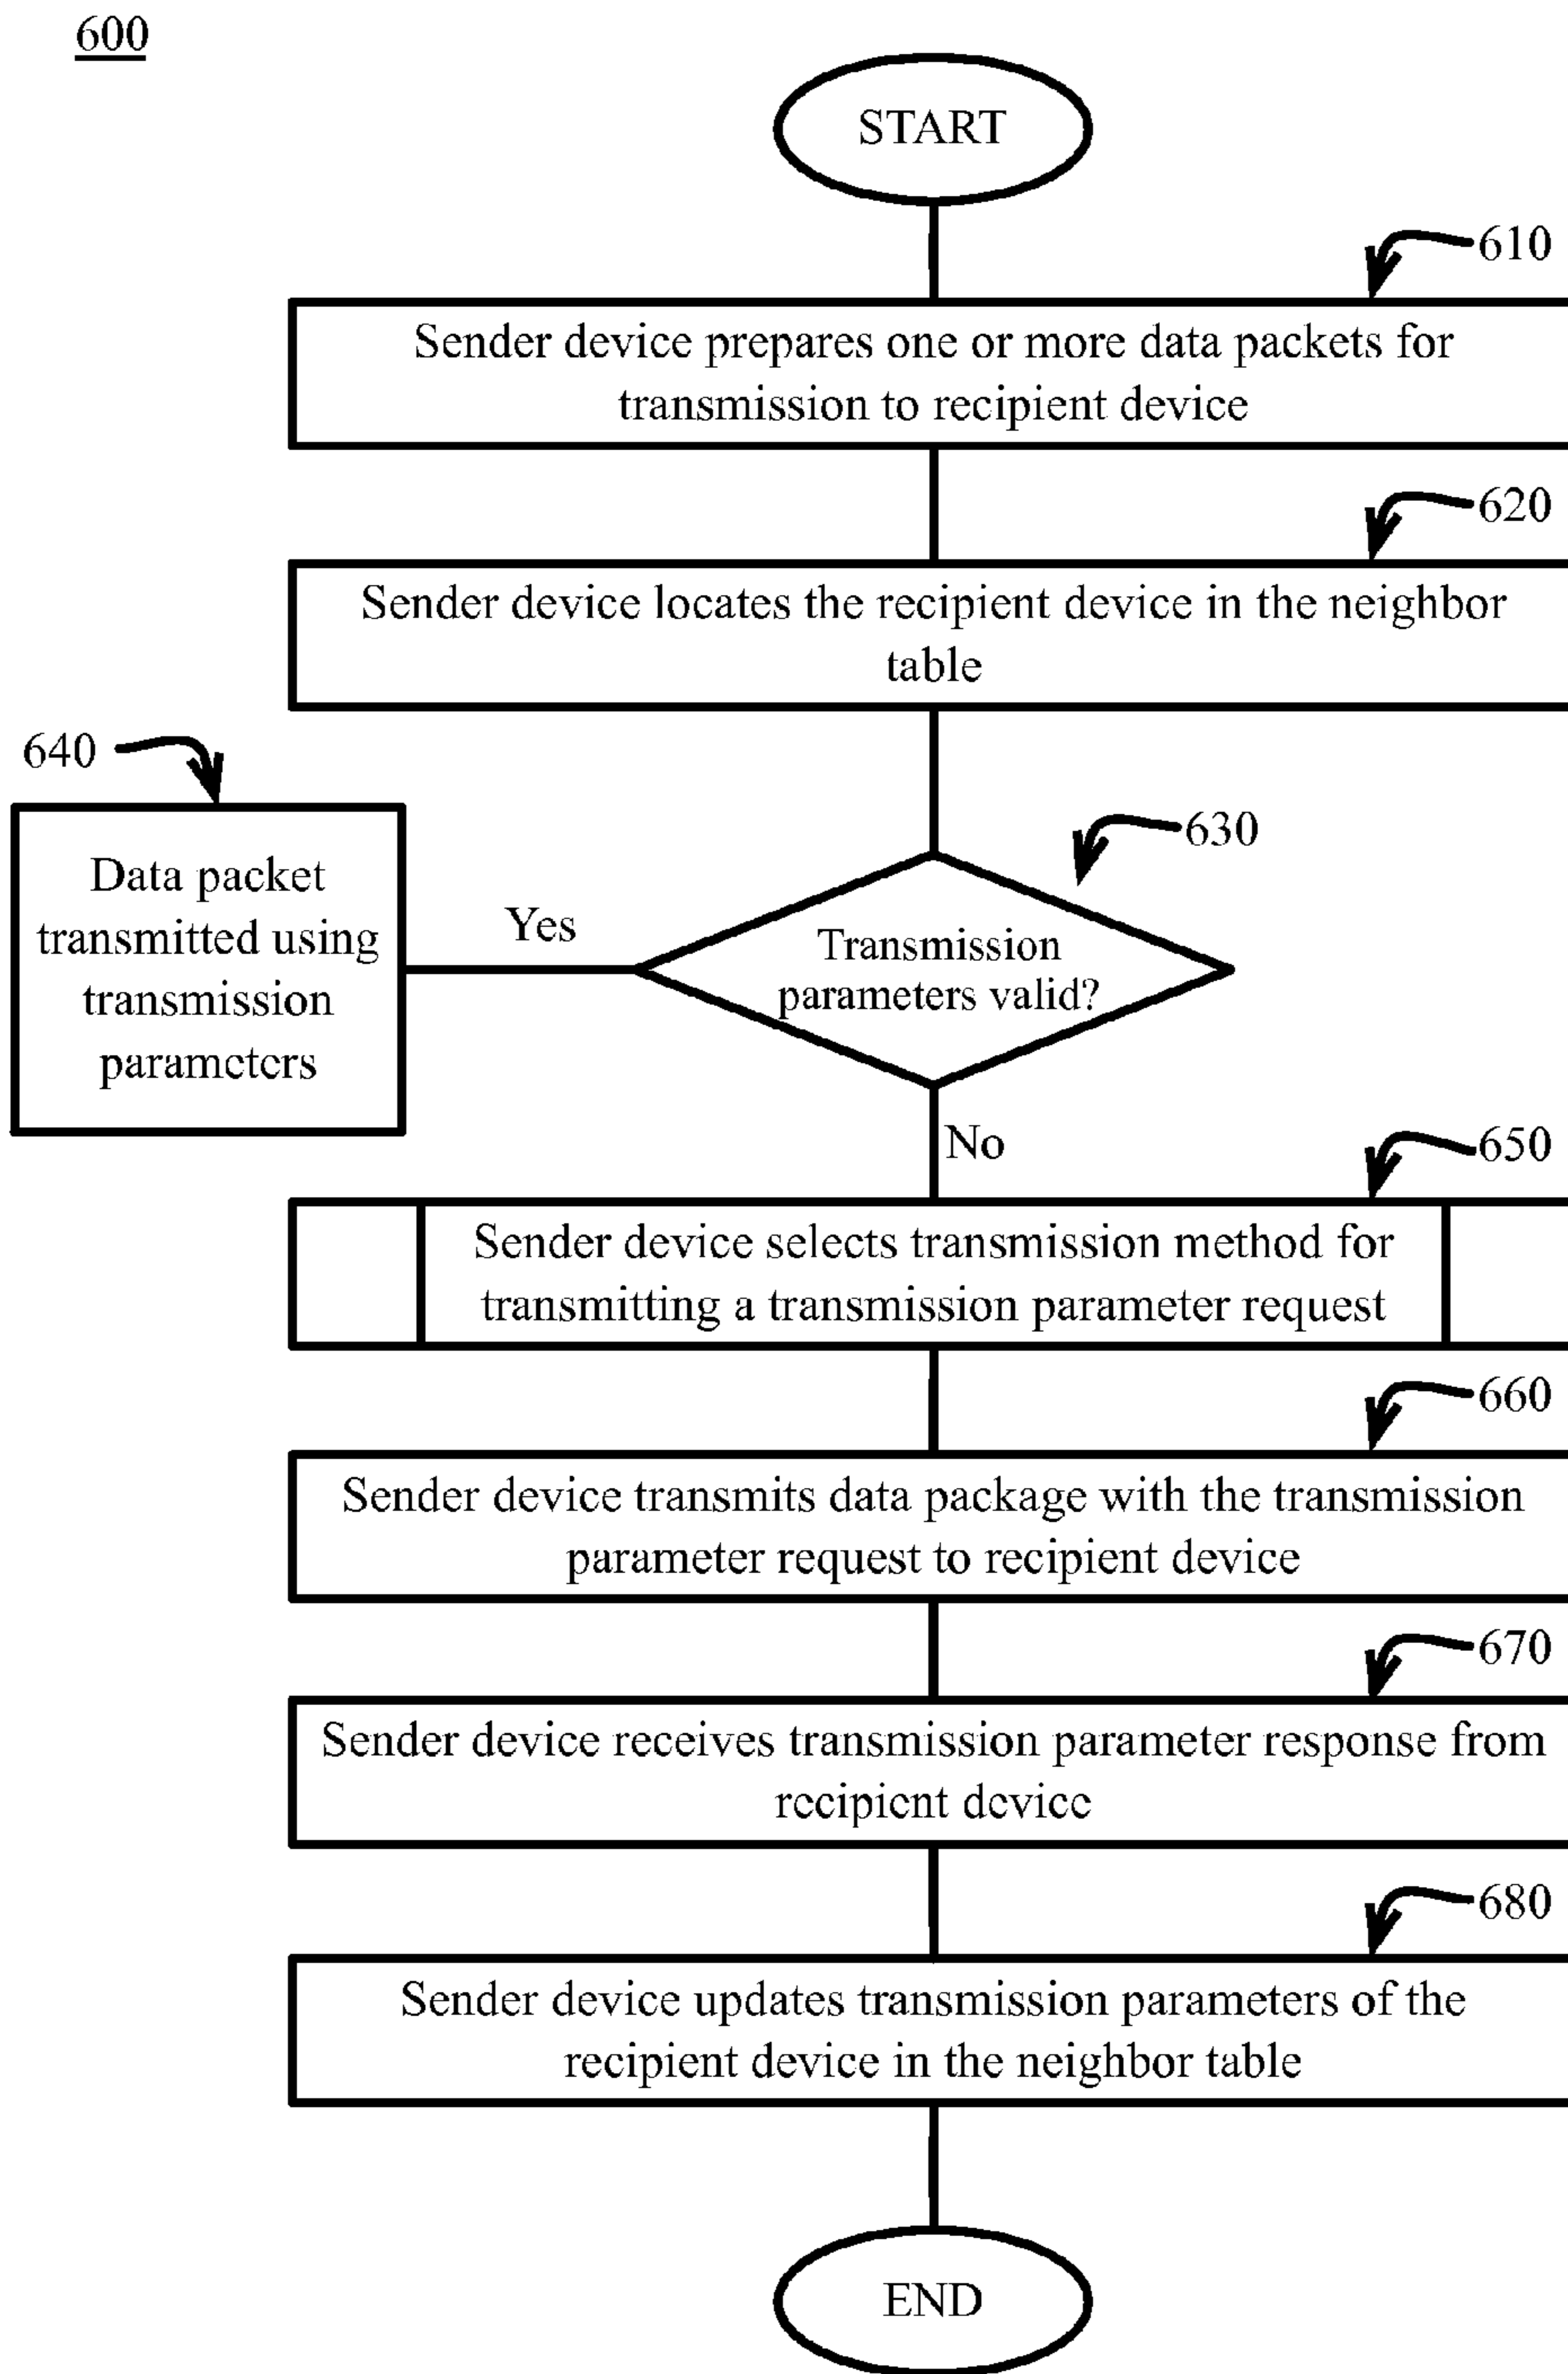 600
START
610
Sender device prepares one or more data packets for
transmission to recipient device
620
Sender device locates the recipient device in the neighbor
table
640
630
Data packet
transmitted using
transmission
parameters
Yes
Transmission
parameters valid?
No
650
Sender device selects transmission method for
transmitting a transmission parameter request
660
Sender device transmits data package with the transmission
parameter request to recipient device
670
Sender device receives transmission parameter response from
recipient device
680
Sender device updates transmission parameters of the
recipient device in the neighbor table
END